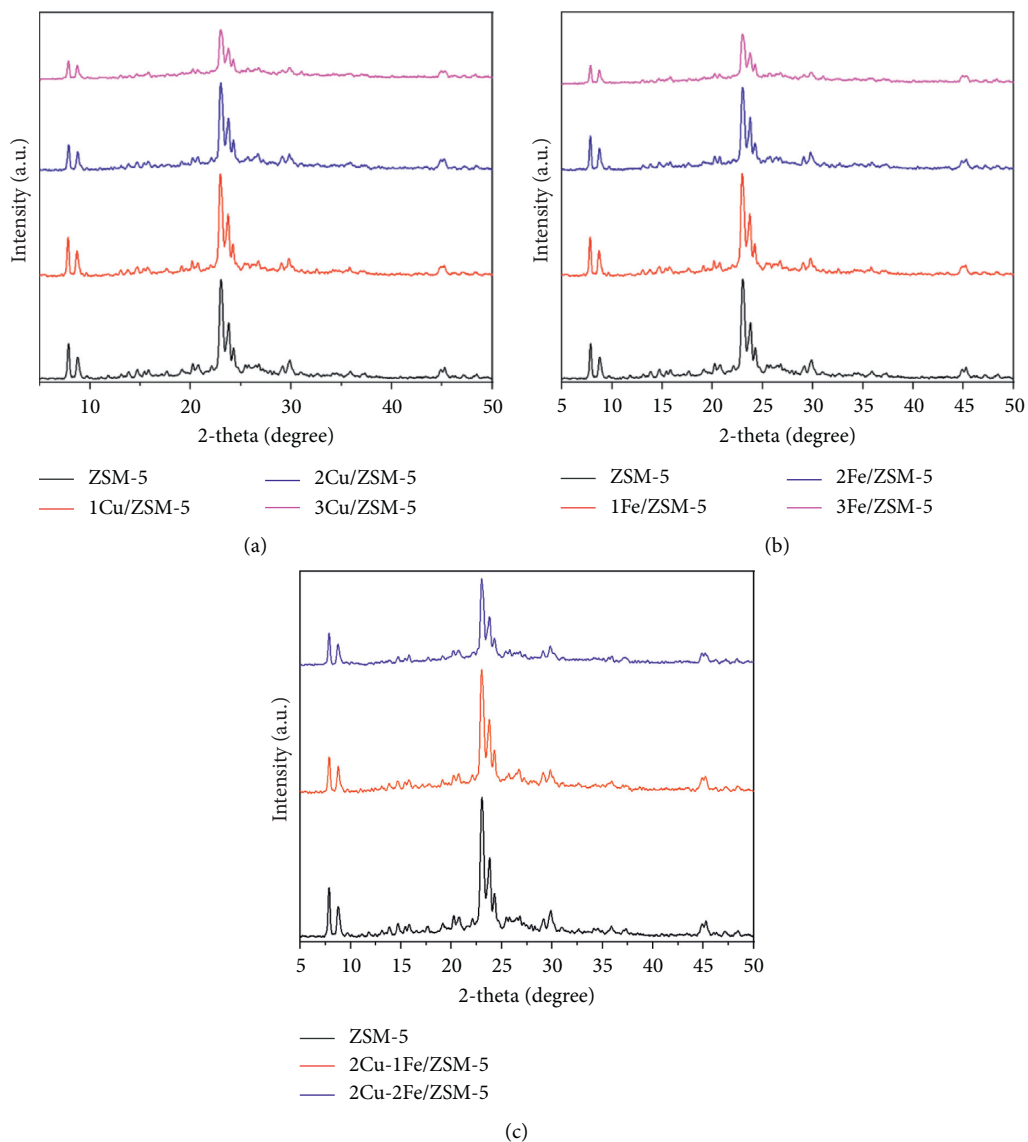 Intensity (a.u.)
10 20 30 40 50
2-theta (degree)
ZSM-5 2Cu/ZSM-5
1Cu/ZSM-5 3Cu/ZSM-5
(a)
Intensity (a.u.)
5 10 15 20 25 30 35 40 45 50
2-theta (degree)
ZSM-5 2Fe/ZSM-5
1Fe/ZSM-5 3Fe/ZSM-5
(b)
Intensity (a.u.)
5 10 15 20 25 30 35 40 45 50
2-theta (degree)
ZSM-5
2Cu-1Fe/ZSM-5
2Cu-2Fe/ZSM-5
(c)